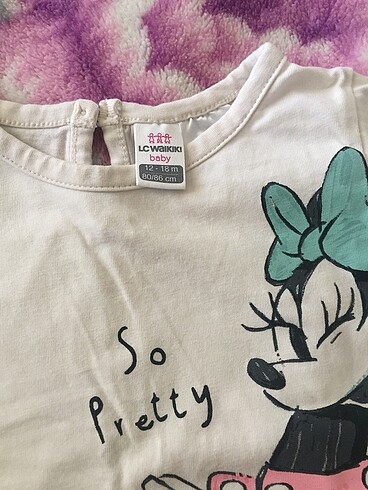 LC WAIKIKI
baby
12 - 18 m
80/86 cm
So
Pretty